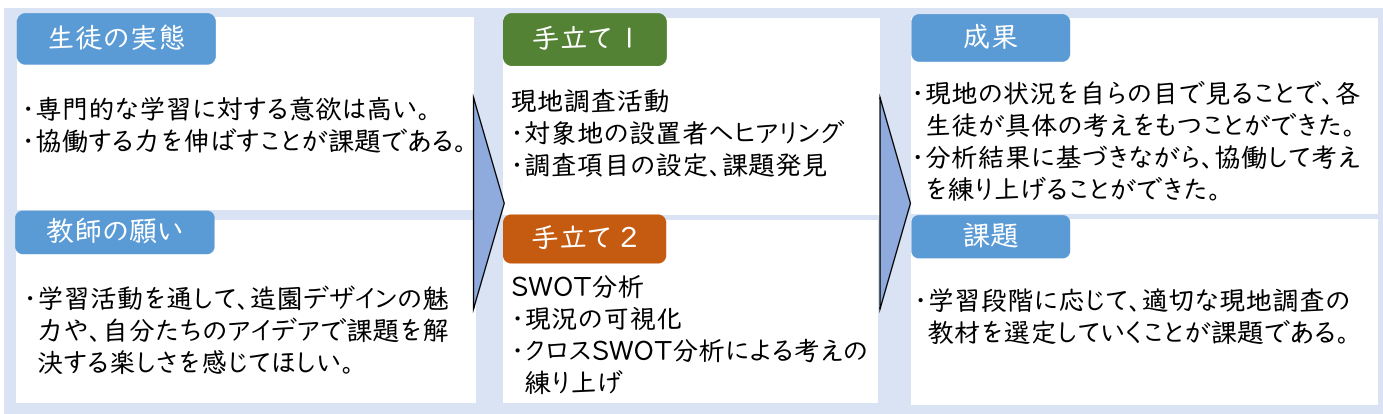 生徒の実態
・専門的な学習に対する意欲は高い。
・協働する力を伸ばすことが課題である。
教師の願い
・学習活動を通して、造園デザインの魅
力や、自分たちのアイデアで課題を解
決する楽しさを感じてほしい。
手立て１
現地調査活動
・対象地の設置者へヒアリング
・調査項目の設定、課題発見
手立て２
SWOT分析
・現況の可視化
・クロスSWOT分析による考えの
練り上げ
成果
・現地の状況を自らの目で見ることで、各
生徒が具体の考えをもつことができた。
・分析結果に基づきながら、協働して考え
を練り上げることができた。
課題
・学習段階に応じて、適切な現地調査の
教材を選定していくことが課題である。